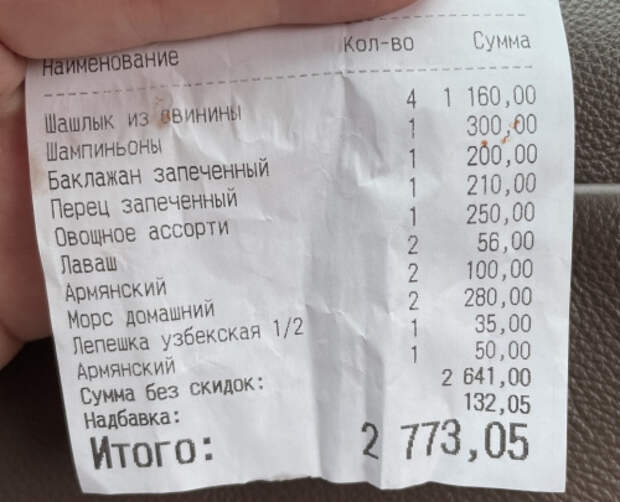 Наименование Кол-во Сумма
Шашлык из свинины 4 1 160,00
Шампиньоны 1 300,00
Баклажан запеченный 1 200,00
Перец запеченный 1 210,00
Овощное ассорти 1 250,00
Лаваш 2 56,00
Армянский 2 100,00
Морс домашний 2 280,00
Лепешка узбекская 1/2 1 35,00
Армянский 1 50,00
Сумма без скидок: 2 641,00
Надбавка: 132,05
Итого: 2 773,05